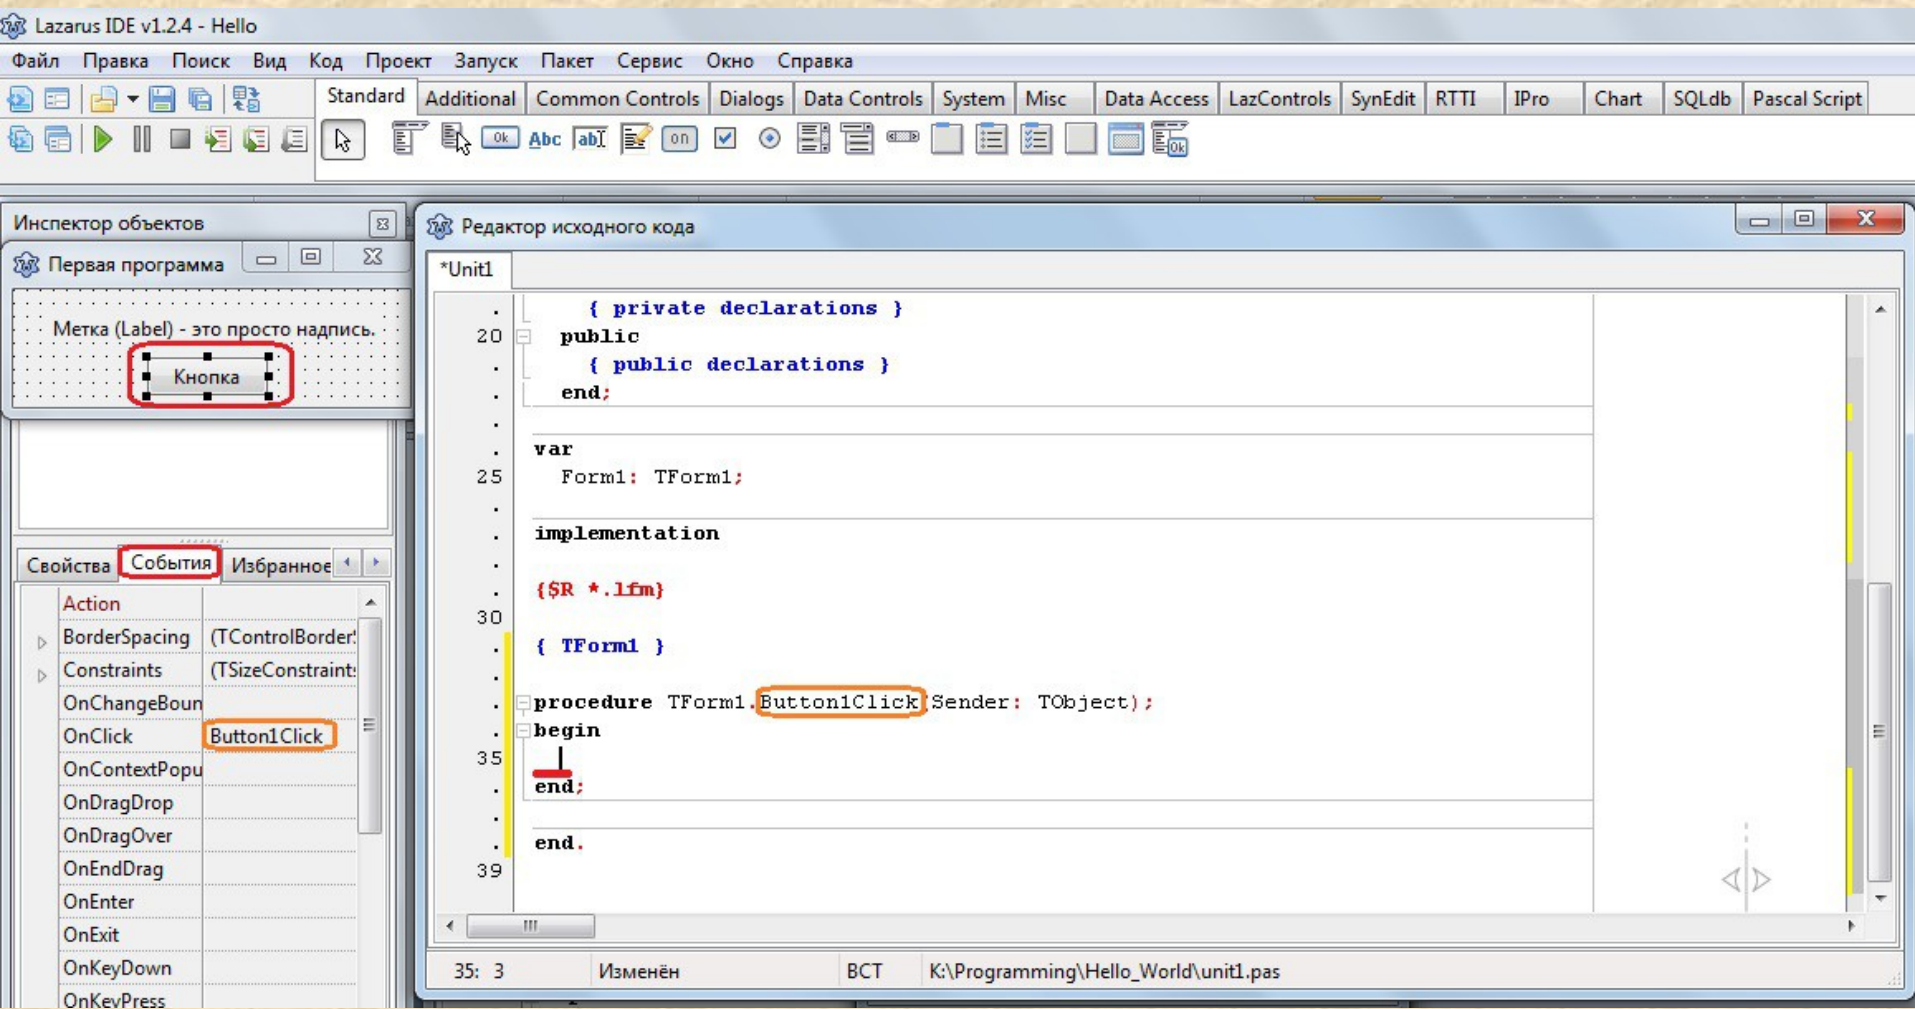 Lazarus IDE v1.2.4 - Hello
Файл Правка Поиск Вид Код Проект Запуск Пакет Сервис Окно Справка
Standard Additional Common Controls Dialogs Data Controls System Misc Data Access LazControls SynEdit RTTI IPro Chart SQLdb Pascal Script
Ok Abc abI on Ok
Инспектор объектов
Первая программа
Метка (Label) - это просто надпись.
Кнопка
Свойства События Избранное
Action
BorderSpacing (TControlBorder
Constraints (TSizeConstraint
OnChangeBoun
OnClick Button1Click
OnContextPopu
OnDragDrop
OnDragOver
OnEndDrag
OnEnter
OnExit
OnKeyDown
OnKeyPress
Редактор исходного кода
*Unit1
. { private declarations }
20 public
. { public declarations }
. end;
.
. var
25 Form1: TForm1;
.
. implementation
.
. {$R *.lfm}
30
. { TForm1 }
.
. procedure TForm1.Button1Click(Sender: TObject);
. begin
35
. end;
.
. end.
39
35: 3 Изменён ВСТ K:\Programming\Hello_World\unit1.pas